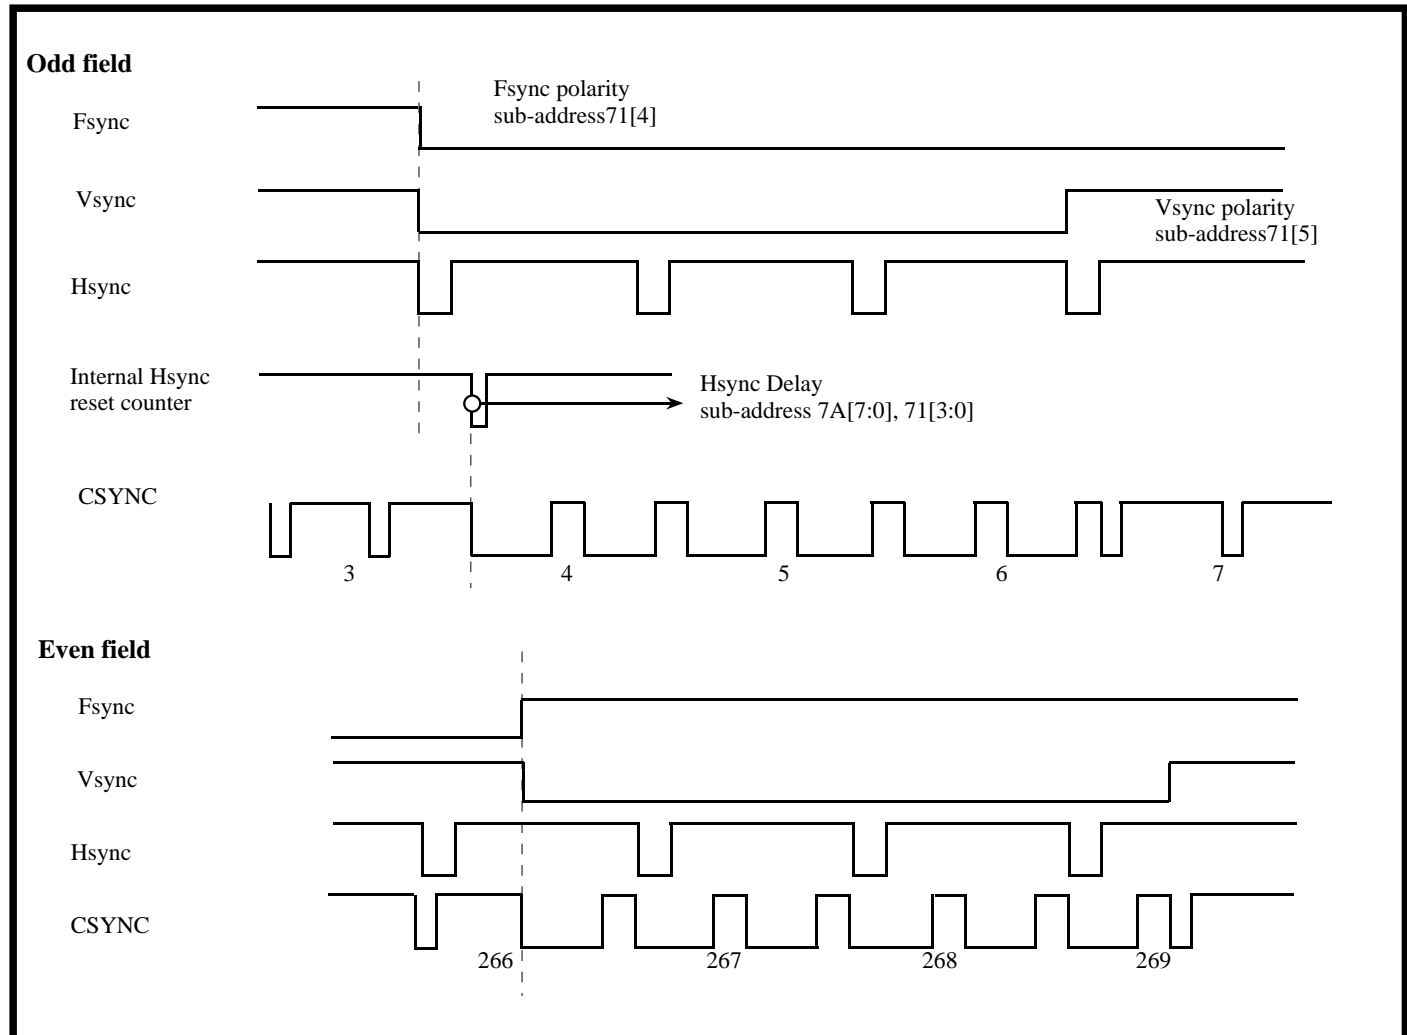 Odd field
Fsync
Fsync polarity
sub-address71[4]
Vsync
Vsync polarity
sub-address71[5]
Hsync
Internal Hsync
reset counter
Hsync Delay
sub-address 7A[7:0], 71[3:0]
CSYNC
3 4 5 6 7
Even field
Fsync
Vsync
Hsync
CSYNC
266 267 268 269